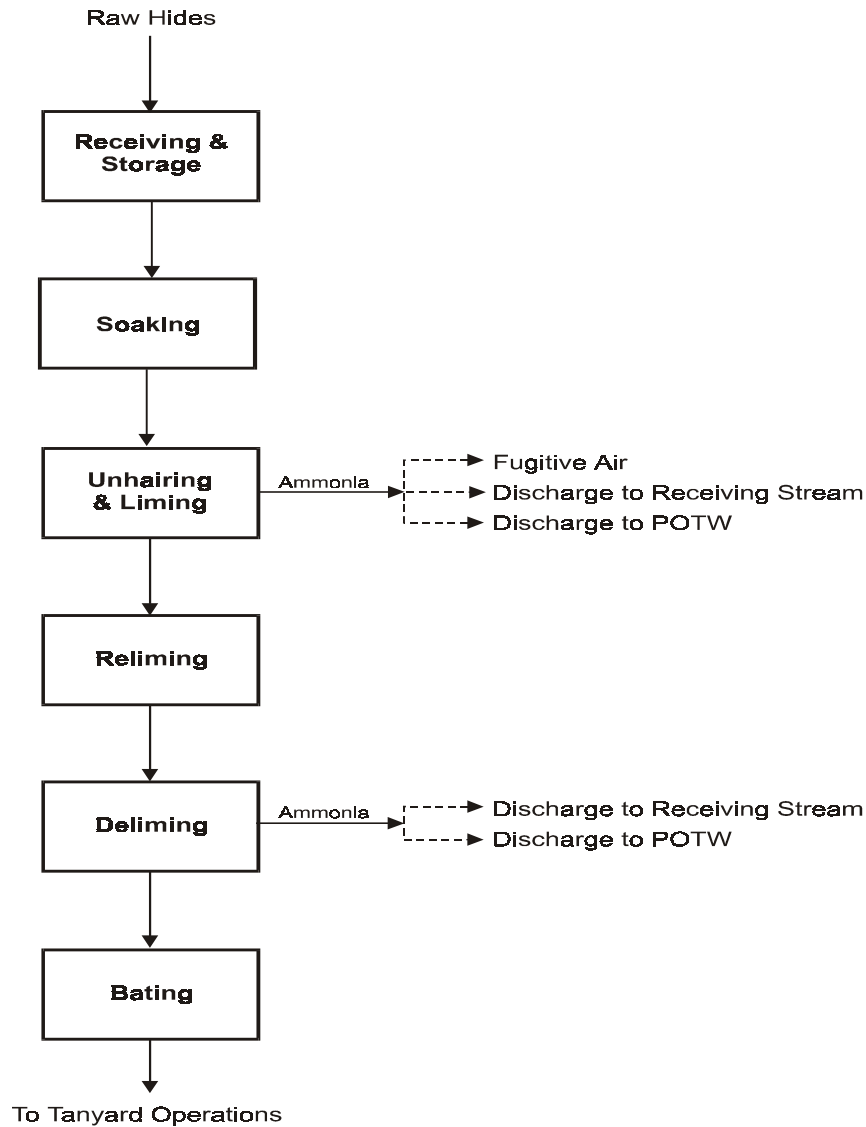 Raw Hides
Receiving &
Storage
Soaking
Unhairing
& Liming
Ammonia
Fugitive Air
Discharge to Receiving Stream
Discharge to POTW
Reliming
Deliming
Ammonia
Discharge to Receiving Stream
Discharge to POTW
Bating
To Tanyard Operations